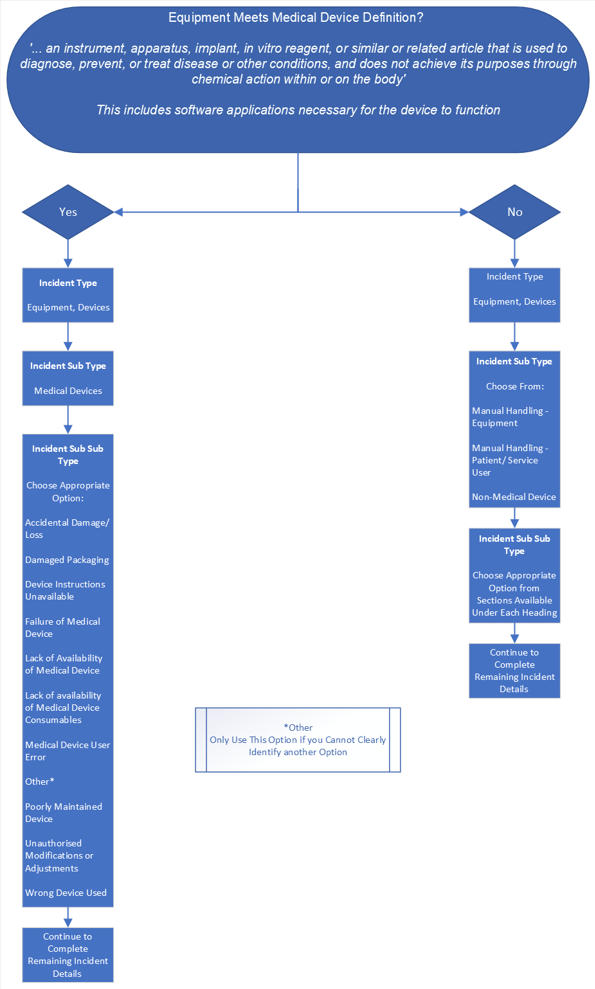 Equipment Meets Medical Device Definition?
'... an instrument, apparatus, implant, in vitro reagent, or similar or related article that is used to
diagnose, prevent, or treat disease or other conditions, and does not achieve its purposes through
chemical action within or on the body'
This includes software applications necessary for the device to function
Yes
Incident Type
Equipment, Devices
Incident Sub Type
Medical Devices
Incident Sub Sub
Type
Choose Appropriate
Option:
Accidental Damage/
Loss
Damaged Packaging
Device Instructions
Unavailable
Failure of Medical
Device
Lack of Availability
of Medical Device
Lack of availability
of Medical Device
Consumables
Medical Device User
Error
Other*
Poorly Maintained
Device
Unauthorised
Modifications or
Adjustments
Wrong Device Used
Continue to
Complete
Remaining Incident
Details
No
Incident Type
Equipment, Devices
Incident Sub Type
Choose From:
Manual Handling -
Equipment
Manual Handling -
Patient/ Service
User
Non-Medical Device
Incident Sub Sub
Type
Choose Appropriate
Option from
Sections Available
Under Each Heading
Continue to
Complete
Remaining Incident
Details
*Other
Only Use This Option if you Cannot Clearly
Identify another Option